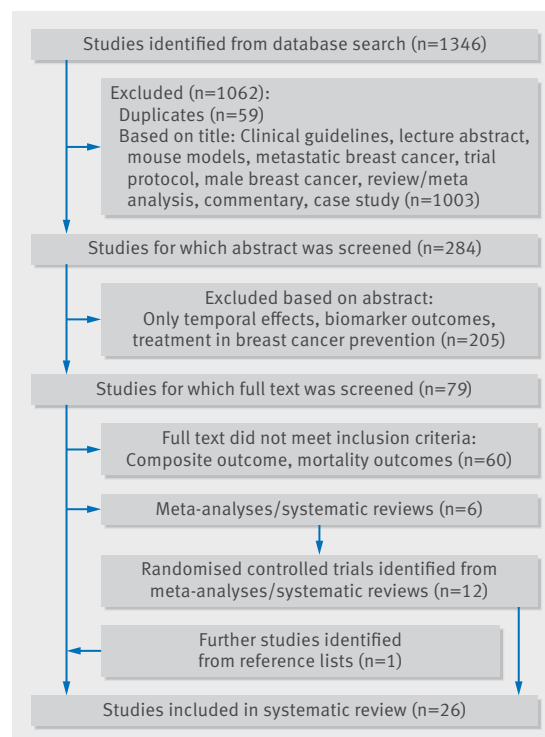 Studies identified from database search (n=1346)
Excluded (n=1062):
Duplicates (n=59)
Based on title: Clinical guidelines, lecture abstract,
mouse models, metastatic breast cancer, trial
protocol, male breast cancer, review/meta
analysis, commentary, case study (n=1003)
Studies for which abstract was screened (n=284)
Excluded based on abstract:
Only temporal effects, biomarker outcomes,
treatment in breast cancer prevention (n=205)
Studies for which full text was screened (n=79)
Full text did not meet inclusion criteria:
Composite outcome, mortality outcomes (n=60)
Meta-analyses/systematic reviews (n=6)
Randomised controlled trials identified from
meta-analyses/systematic reviews (n=12)
Further studies identified
from reference lists (n=1)
Studies included in systematic review (n=26)